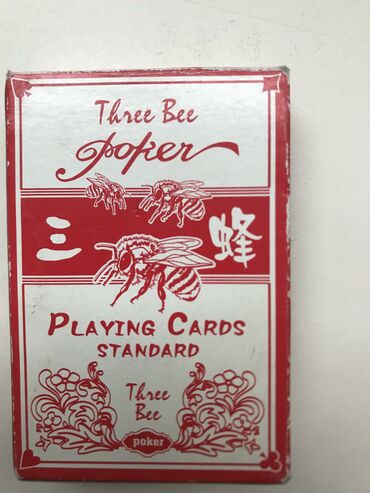 Three Bee
poker
三 蜂
PLAYING CARDS
STANDARD
Three
Bee
poker